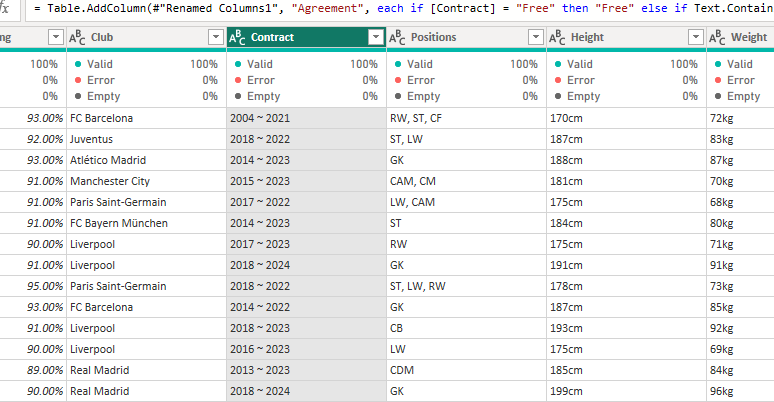 fx = Table.AddColumn(#"Renamed Columns1", "Agreement", each if [Contract] = "Free" then "Free" else if Text.Contain
ng ABC Club ABC Contract ABC Positions ABC Height ABC Weight
100% Valid 100% Valid 100% Valid 100% Valid 100% Valid
0% Error 0% Error 0% Error 0% Error 0% Error
0% Empty 0% Empty 0% Empty 0% Empty 0% Empty
93.00% FC Barcelona 2004 ~ 2021 RW, ST, CF 170cm 72kg
92.00% Juventus 2018 ~ 2022 ST, LW 187cm 83kg
93.00% Atlético Madrid 2014 ~ 2023 GK 188cm 87kg
91.00% Manchester City 2015 ~ 2023 CAM, CM 181cm 70kg
91.00% Paris Saint-Germain 2017 ~ 2022 LW, CAM 175cm 68kg
91.00% FC Bayern München 2014 ~ 2023 ST 184cm 80kg
90.00% Liverpool 2017 ~ 2023 RW 175cm 71kg
91.00% Liverpool 2018 ~ 2024 GK 191cm 91kg
95.00% Paris Saint-Germain 2018 ~ 2022 ST, LW, RW 178cm 73kg
93.00% FC Barcelona 2014 ~ 2022 GK 187cm 85kg
91.00% Liverpool 2018 ~ 2023 CB 193cm 92kg
90.00% Liverpool 2016 ~ 2023 LW 175cm 69kg
89.00% Real Madrid 2013 ~ 2023 CDM 185cm 84kg
90.00% Real Madrid 2018 ~ 2024 GK 199cm 96kg